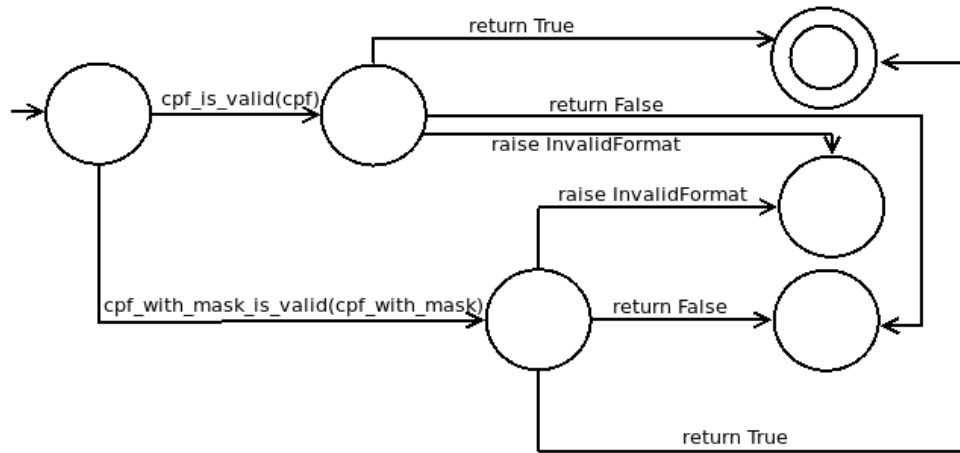 return True
cpf_is_valid(cpf)
return False
raise InvalidFormat
raise InvalidFormat
cpf_with_mask_is_valid(cpf_with_mask)
return False
return True